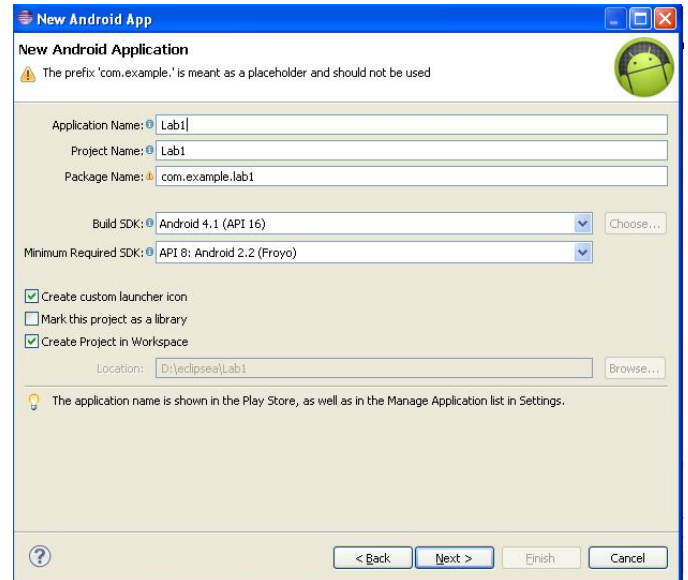 New Android App
New Android Application
The prefix 'com.example.' is meant as a placeholder and should not be used
Application Name: Lab1
Project Name: Lab1
Package Name: com.example.lab1
Build SDK: Android 4.1 (API 16) Choose...
Minimum Required SDK: API 8: Android 2.2 (Froyo)
Create custom launcher icon
Mark this project as a library
Create Project in Workspace
Location: D:\eclipsea\Lab1 Browse...
The application name is shown in the Play Store, as well as in the Manage Application list in Settings.
? < Back Next > Finish Cancel